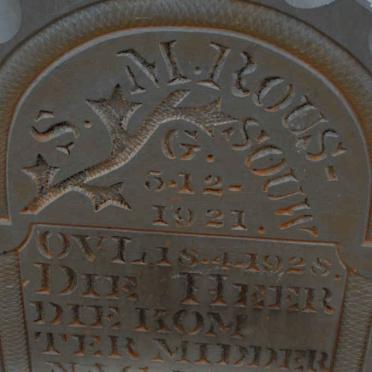 S. M. ROUS-
SOUW
G.
5-12-
1921.
OVL 18.4.1928.
DIE HEER
DIE KOM
TER MIDDER